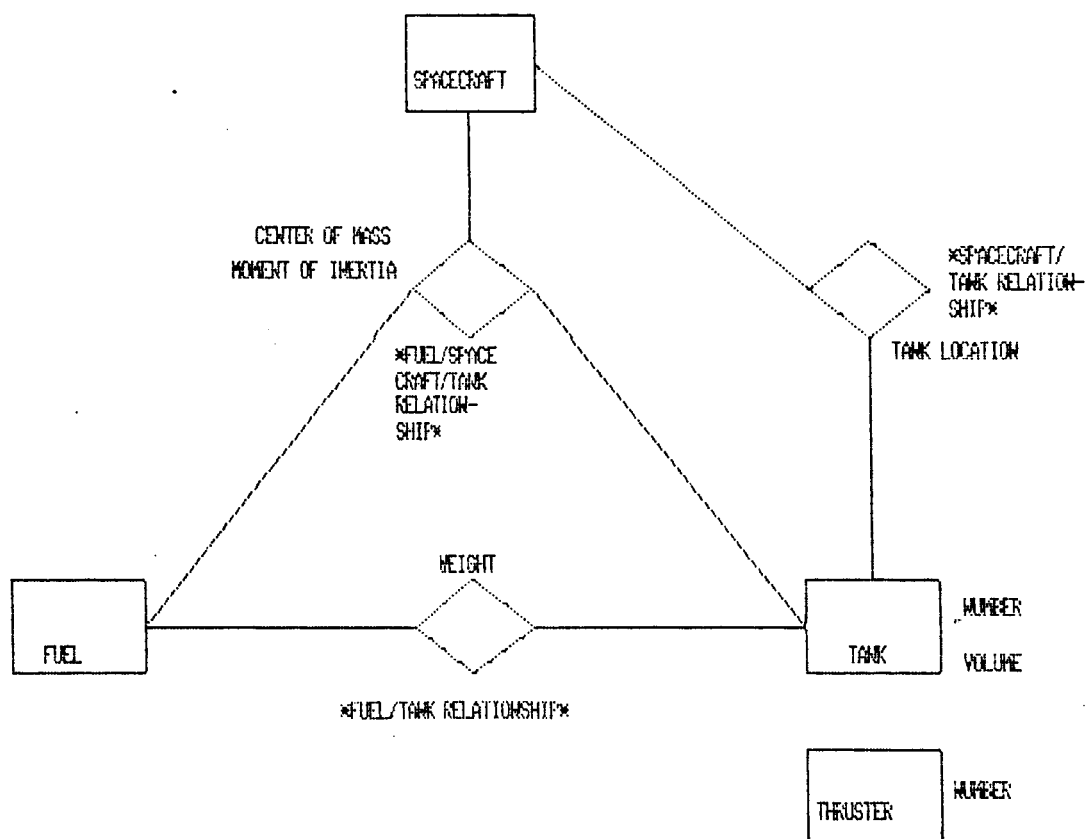 SPACECRAFT
CENTER OF MASS
MOMENT OF INERTIA
*SPACECRAFT/
TANK RELATION-
SHIP*
TANK LOCATION
*FUEL/SPACE
CRAFT/TANK
RELATION-
SHIP*
WEIGHT
FUEL
TANK
NUMBER
VOLUME
*FUEL/TANK RELATIONSHIP*
THRUSTER
NUMBER